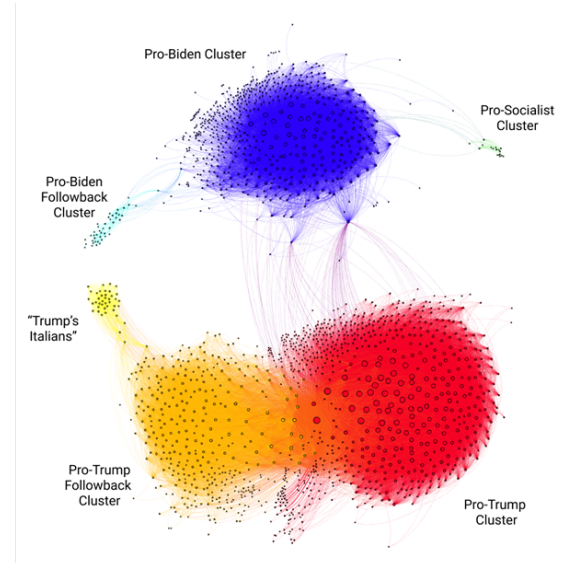 Pro-Biden Cluster
Pro-Socialist
Cluster
Pro-Biden
Followback
Cluster
“Trump’s
Italians”
Pro-Trump
Followback
Cluster
Pro-Trump
Cluster